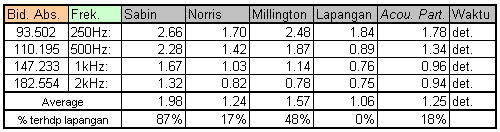 Bid. Abs. Frek. Sabin Norris Millington Lapangan Acou. Part. Waktu
93.502 250Hz: 2.66 1.70 2.48 1.84 1.78 det.
110.195 500Hz: 2.28 1.42 1.87 0.89 1.34 det.
147.233 1kHz: 1.67 1.03 1.14 0.76 0.96 det.
182.554 2kHz: 1.32 0.82 0.78 0.75 0.94 det.
Average 1.98 1.24 1.57 1.06 1.25 det.
% terhdp lapangan 87% 17% 48% 0% 18%